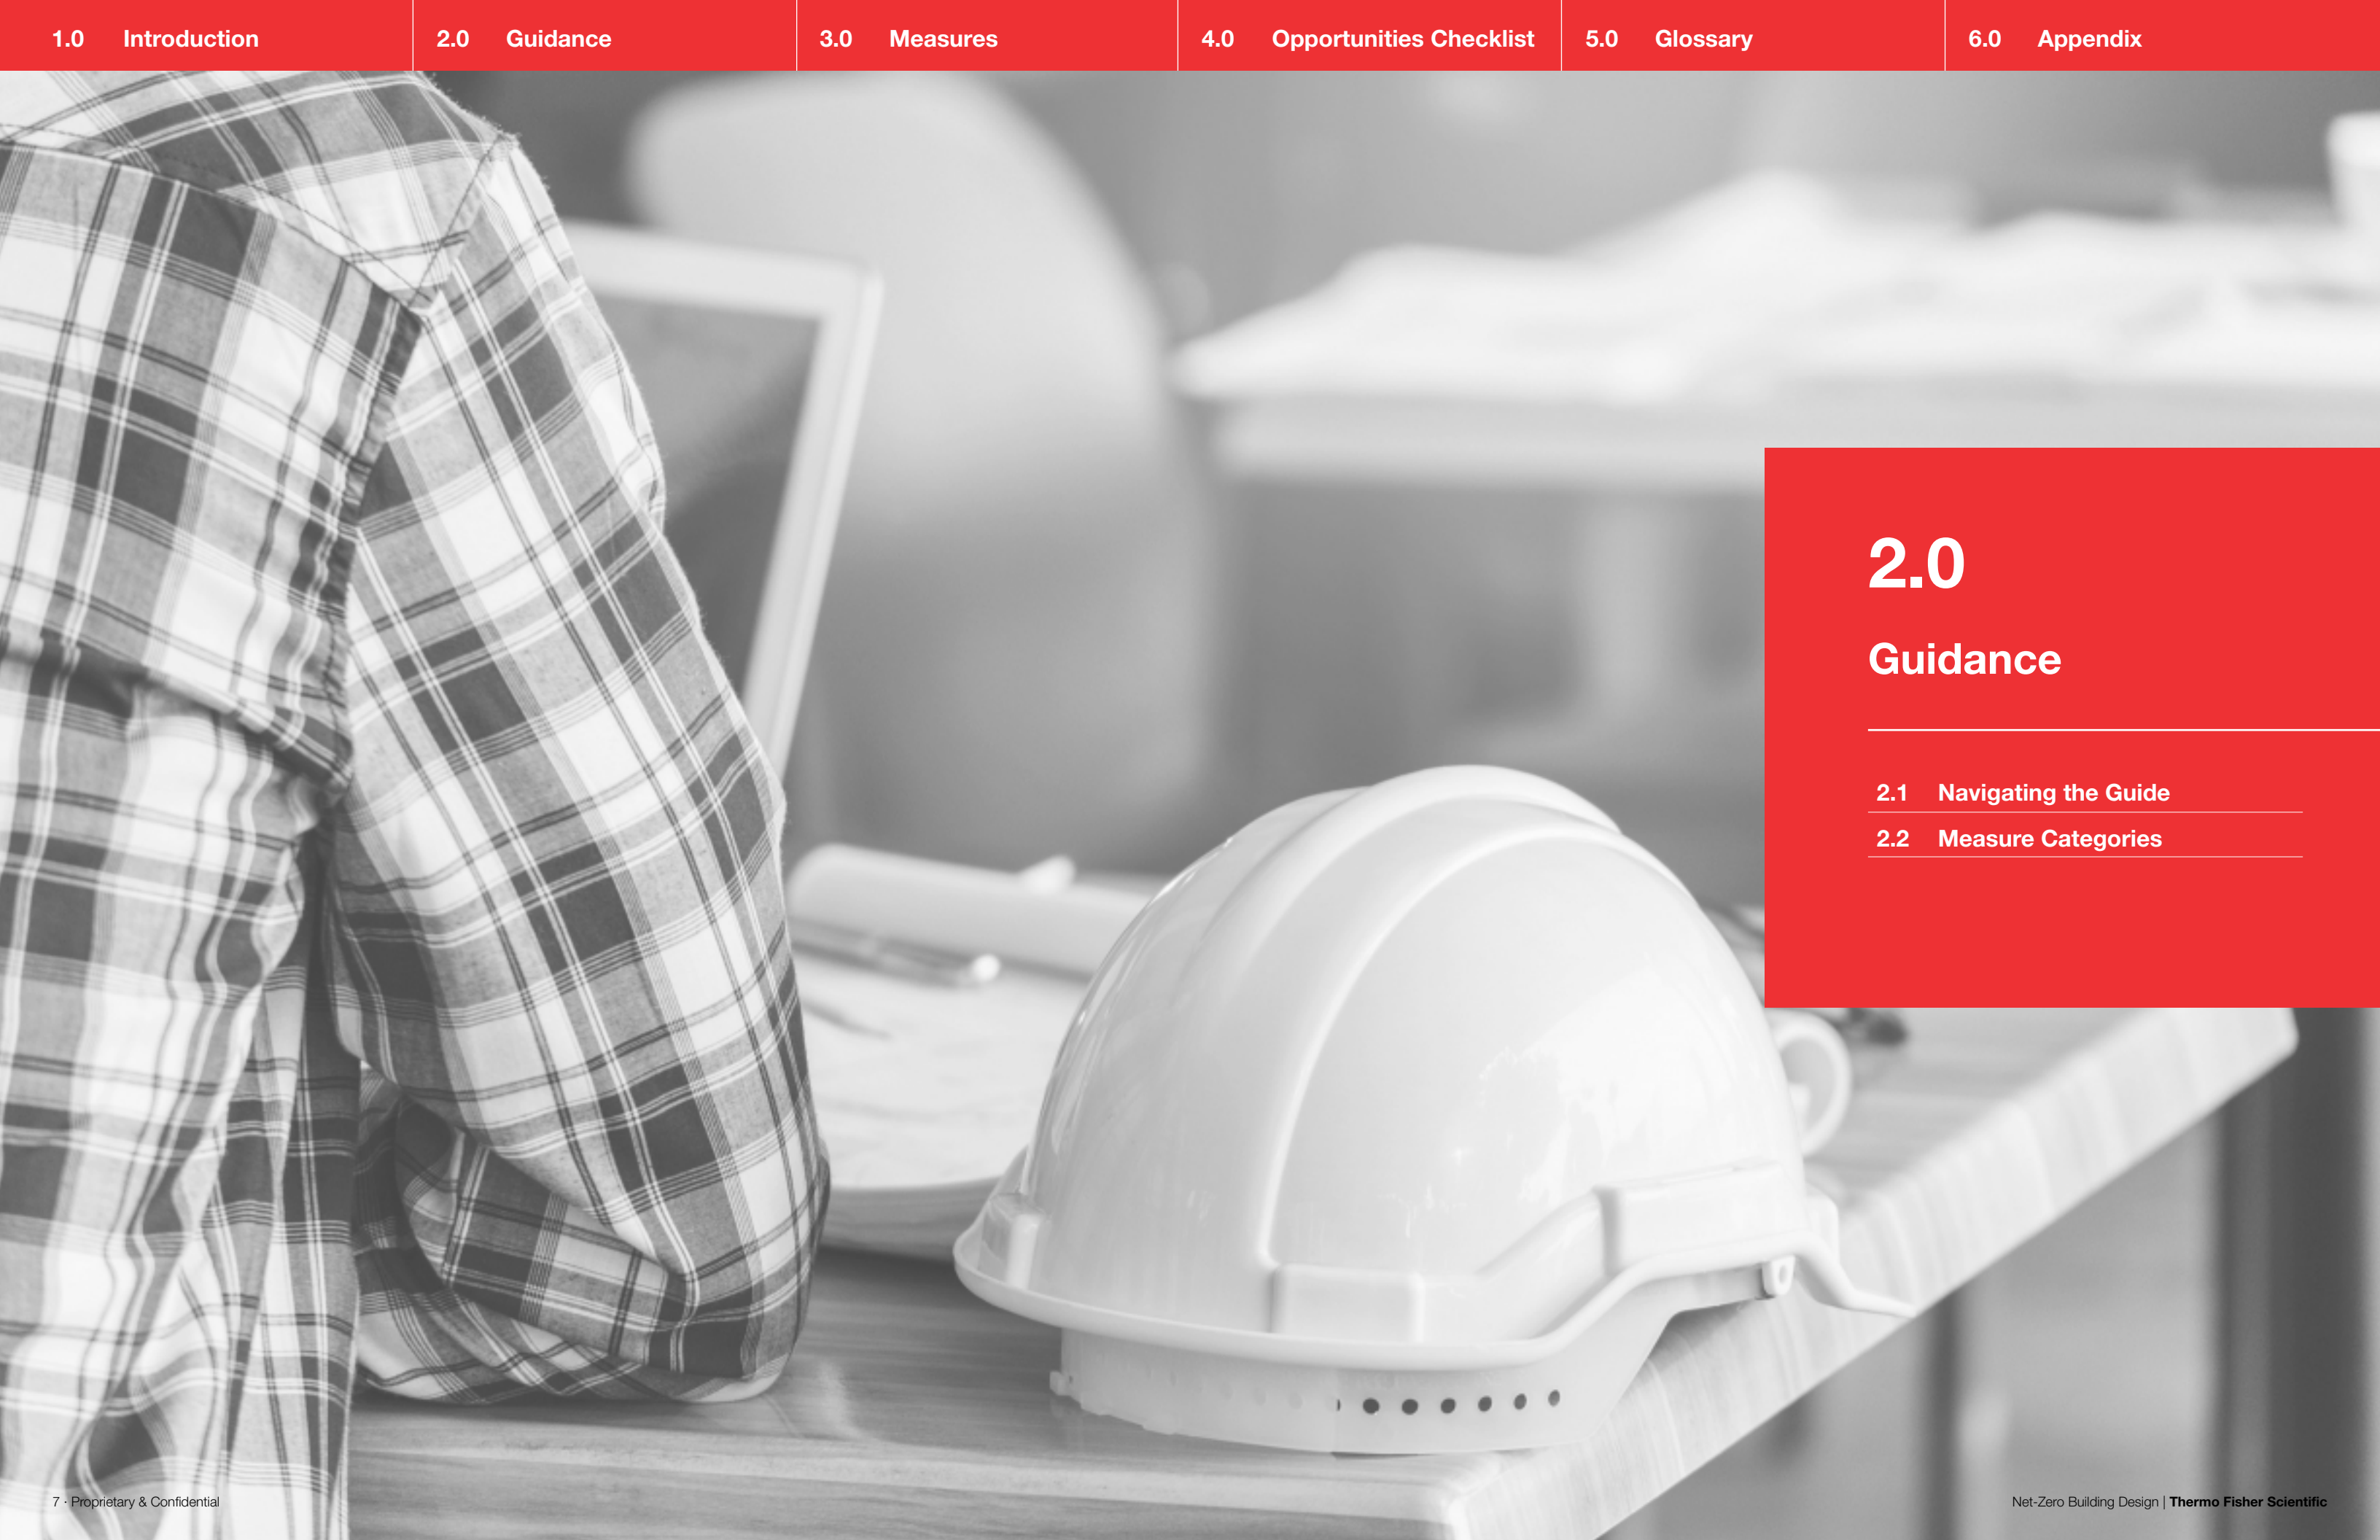 1.0 Introduction
2.0 Guidance
3.0 Measures
4.0 Opportunities Checklist
5.0 Glossary
6.0 Appendix
2.0
Guidance
2.1 Navigating the Guide
2.2 Measure Categories
7 · Proprietary & Confidential
Net-Zero Building Design | Thermo Fisher Scientific